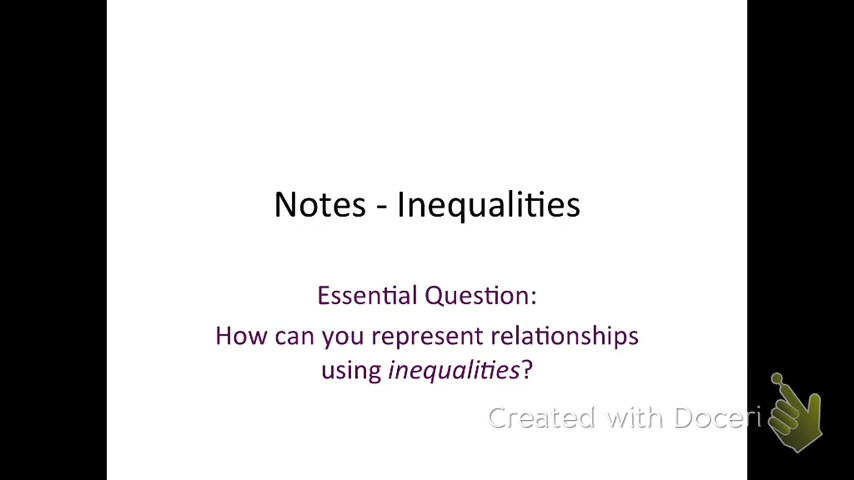 Notes - Inequalities
Essential Question:
How can you represent relationships
using inequalities?
Created with Doceri